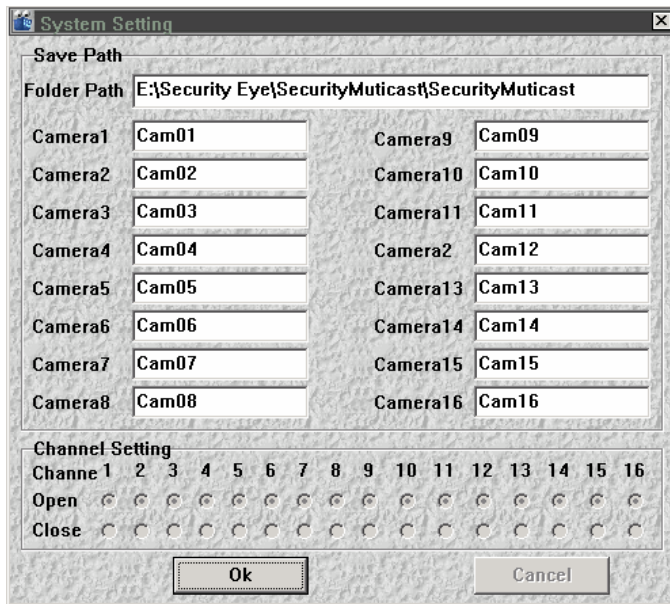 System Setting
Save Path
Folder Path E:\Security Eye\SecurityMuticast\SecurityMuticast
Camera1 Cam01 Camera9 Cam09
Camera2 Cam02 Camera10 Cam10
Camera3 Cam03 Camera11 Cam11
Camera4 Cam04 Camera2 Cam12
Camera5 Cam05 Camera13 Cam13
Camera6 Cam06 Camera14 Cam14
Camera7 Cam07 Camera15 Cam15
Camera8 Cam08 Camera16 Cam16
Channel Setting
Channe 1 2 3 4 5 6 7 8 9 10 11 12 13 14 15 16
Open
Close
Ok Cancel